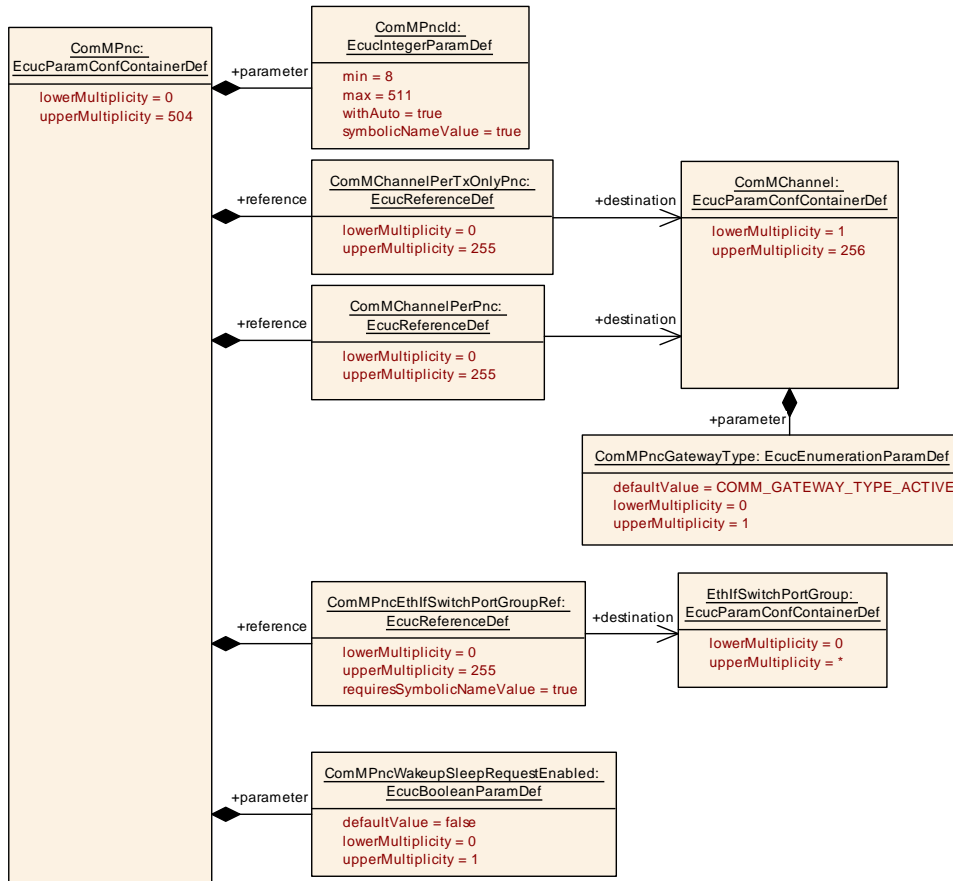 ComMPnc:
EcucParamConfContainerDef
lowerMultiplicity = 0
upperMultiplicity = 504
+parameter
ComMPncId:
EcucIntegerParamDef
min = 8
max = 511
withAuto = true
symbolicNameValue = true
+reference
ComMChannelPerTxOnlyPnc:
EcucReferenceDef
lowerMultiplicity = 0
upperMultiplicity = 255
+destination
ComMChannel:
EcucParamConfContainerDef
lowerMultiplicity = 1
upperMultiplicity = 256
+reference
ComMChannelPerPnc:
EcucReferenceDef
lowerMultiplicity = 0
upperMultiplicity = 255
+destination
+parameter
ComMPncGatewayType: EcucEnumerationParamDef
defaultValue = COMM_GATEWAY_TYPE_ACTIVE
lowerMultiplicity = 0
upperMultiplicity = 1
+reference
ComMPncEthIfSwitchPortGroupRef:
EcucReferenceDef
lowerMultiplicity = 0
upperMultiplicity = 255
requiresSymbolicNameValue = true
+destination
EthIfSwitchPortGroup:
EcucParamConfContainerDef
lowerMultiplicity = 0
upperMultiplicity = *
+parameter
ComMPncWakeupSleepRequestEnabled:
EcucBooleanParamDef
defaultValue = false
lowerMultiplicity = 0
upperMultiplicity = 1